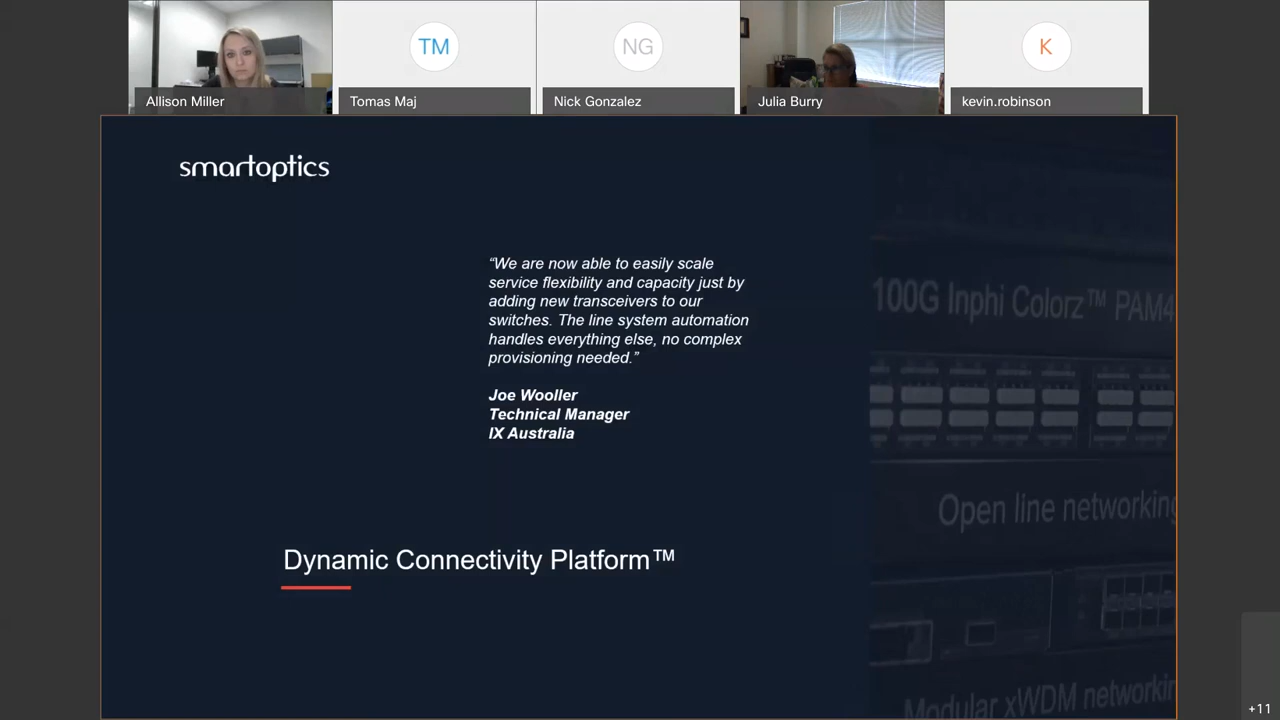 TM
NG
K
Allison Miller
Tomas Maj
Nick Gonzalez
Julia Burry
kevin.robinson
smartoptics
“We are now able to easily scale
service flexibility and capacity just by
adding new transceivers to our
switches. The line system automation
handles everything else, no complex
provisioning needed.”
Joe Wooller
Technical Manager
IX Australia
Dynamic Connectivity Platform™
100G Inphi Colorz™ PAM4
Open line networking
Modular xWDM networkin
+11